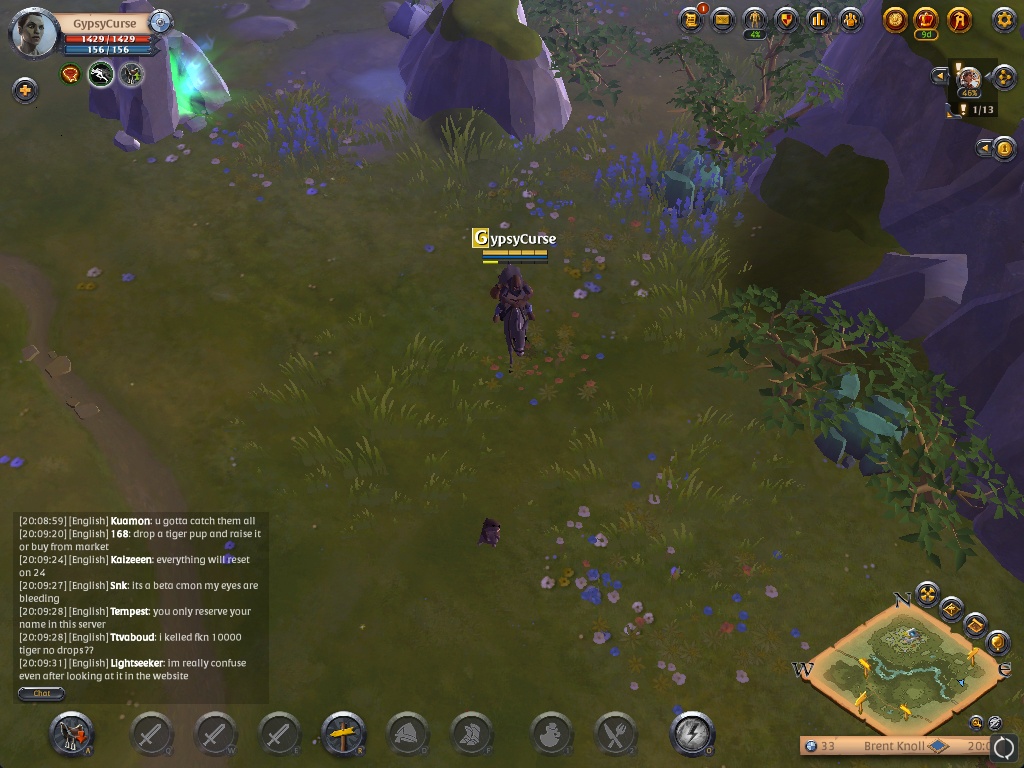 GypsyCurse
1429 / 1429
156 / 156
1
4%
9d
46%
1/13
GypsyCurse
[20:08:59] [English] Kuamon: u gotta catch them all
[20:09:20] [English] 168: drop a tiger pup and raise it
or buy from market
[20:09:24] [English] Kaizeeen: everything will reset
on 24
[20:09:27] [English] Snk: its a beta cmon my eyes are
bleeding
[20:09:28] [English] Tempest: you only reserve your
name in this server
[20:09:28] [English] Ttvaboud: i kelled fkn 10000
tiger no drops??
[20:09:31] [English] Lightseeker: im really confuse
even after looking at it in the website
Chat
N
W
E
A
Q
W
E
R
D
F
33
Brent Knoll